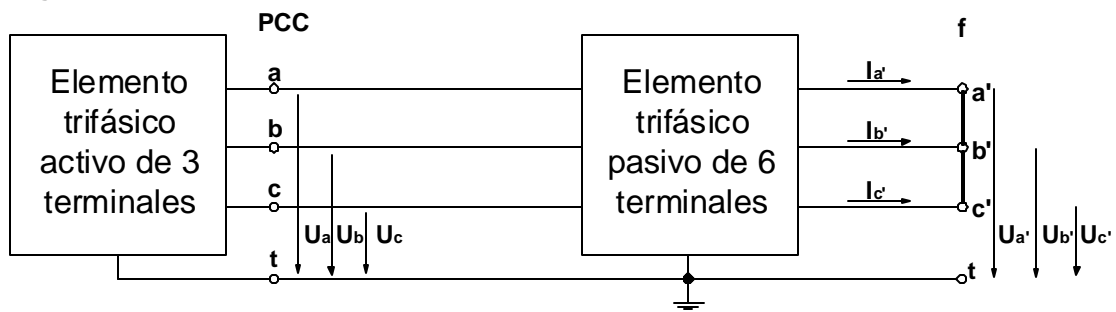 PCC
f
Elemento
trifásico
activo de 3
terminales
a
b
c
t
Ua Ub Uc
Elemento
trifásico
pasivo de 6
terminales
Ia'
Ib'
Ic'
a'
b'
c'
t
Ua' Ub' Uc'